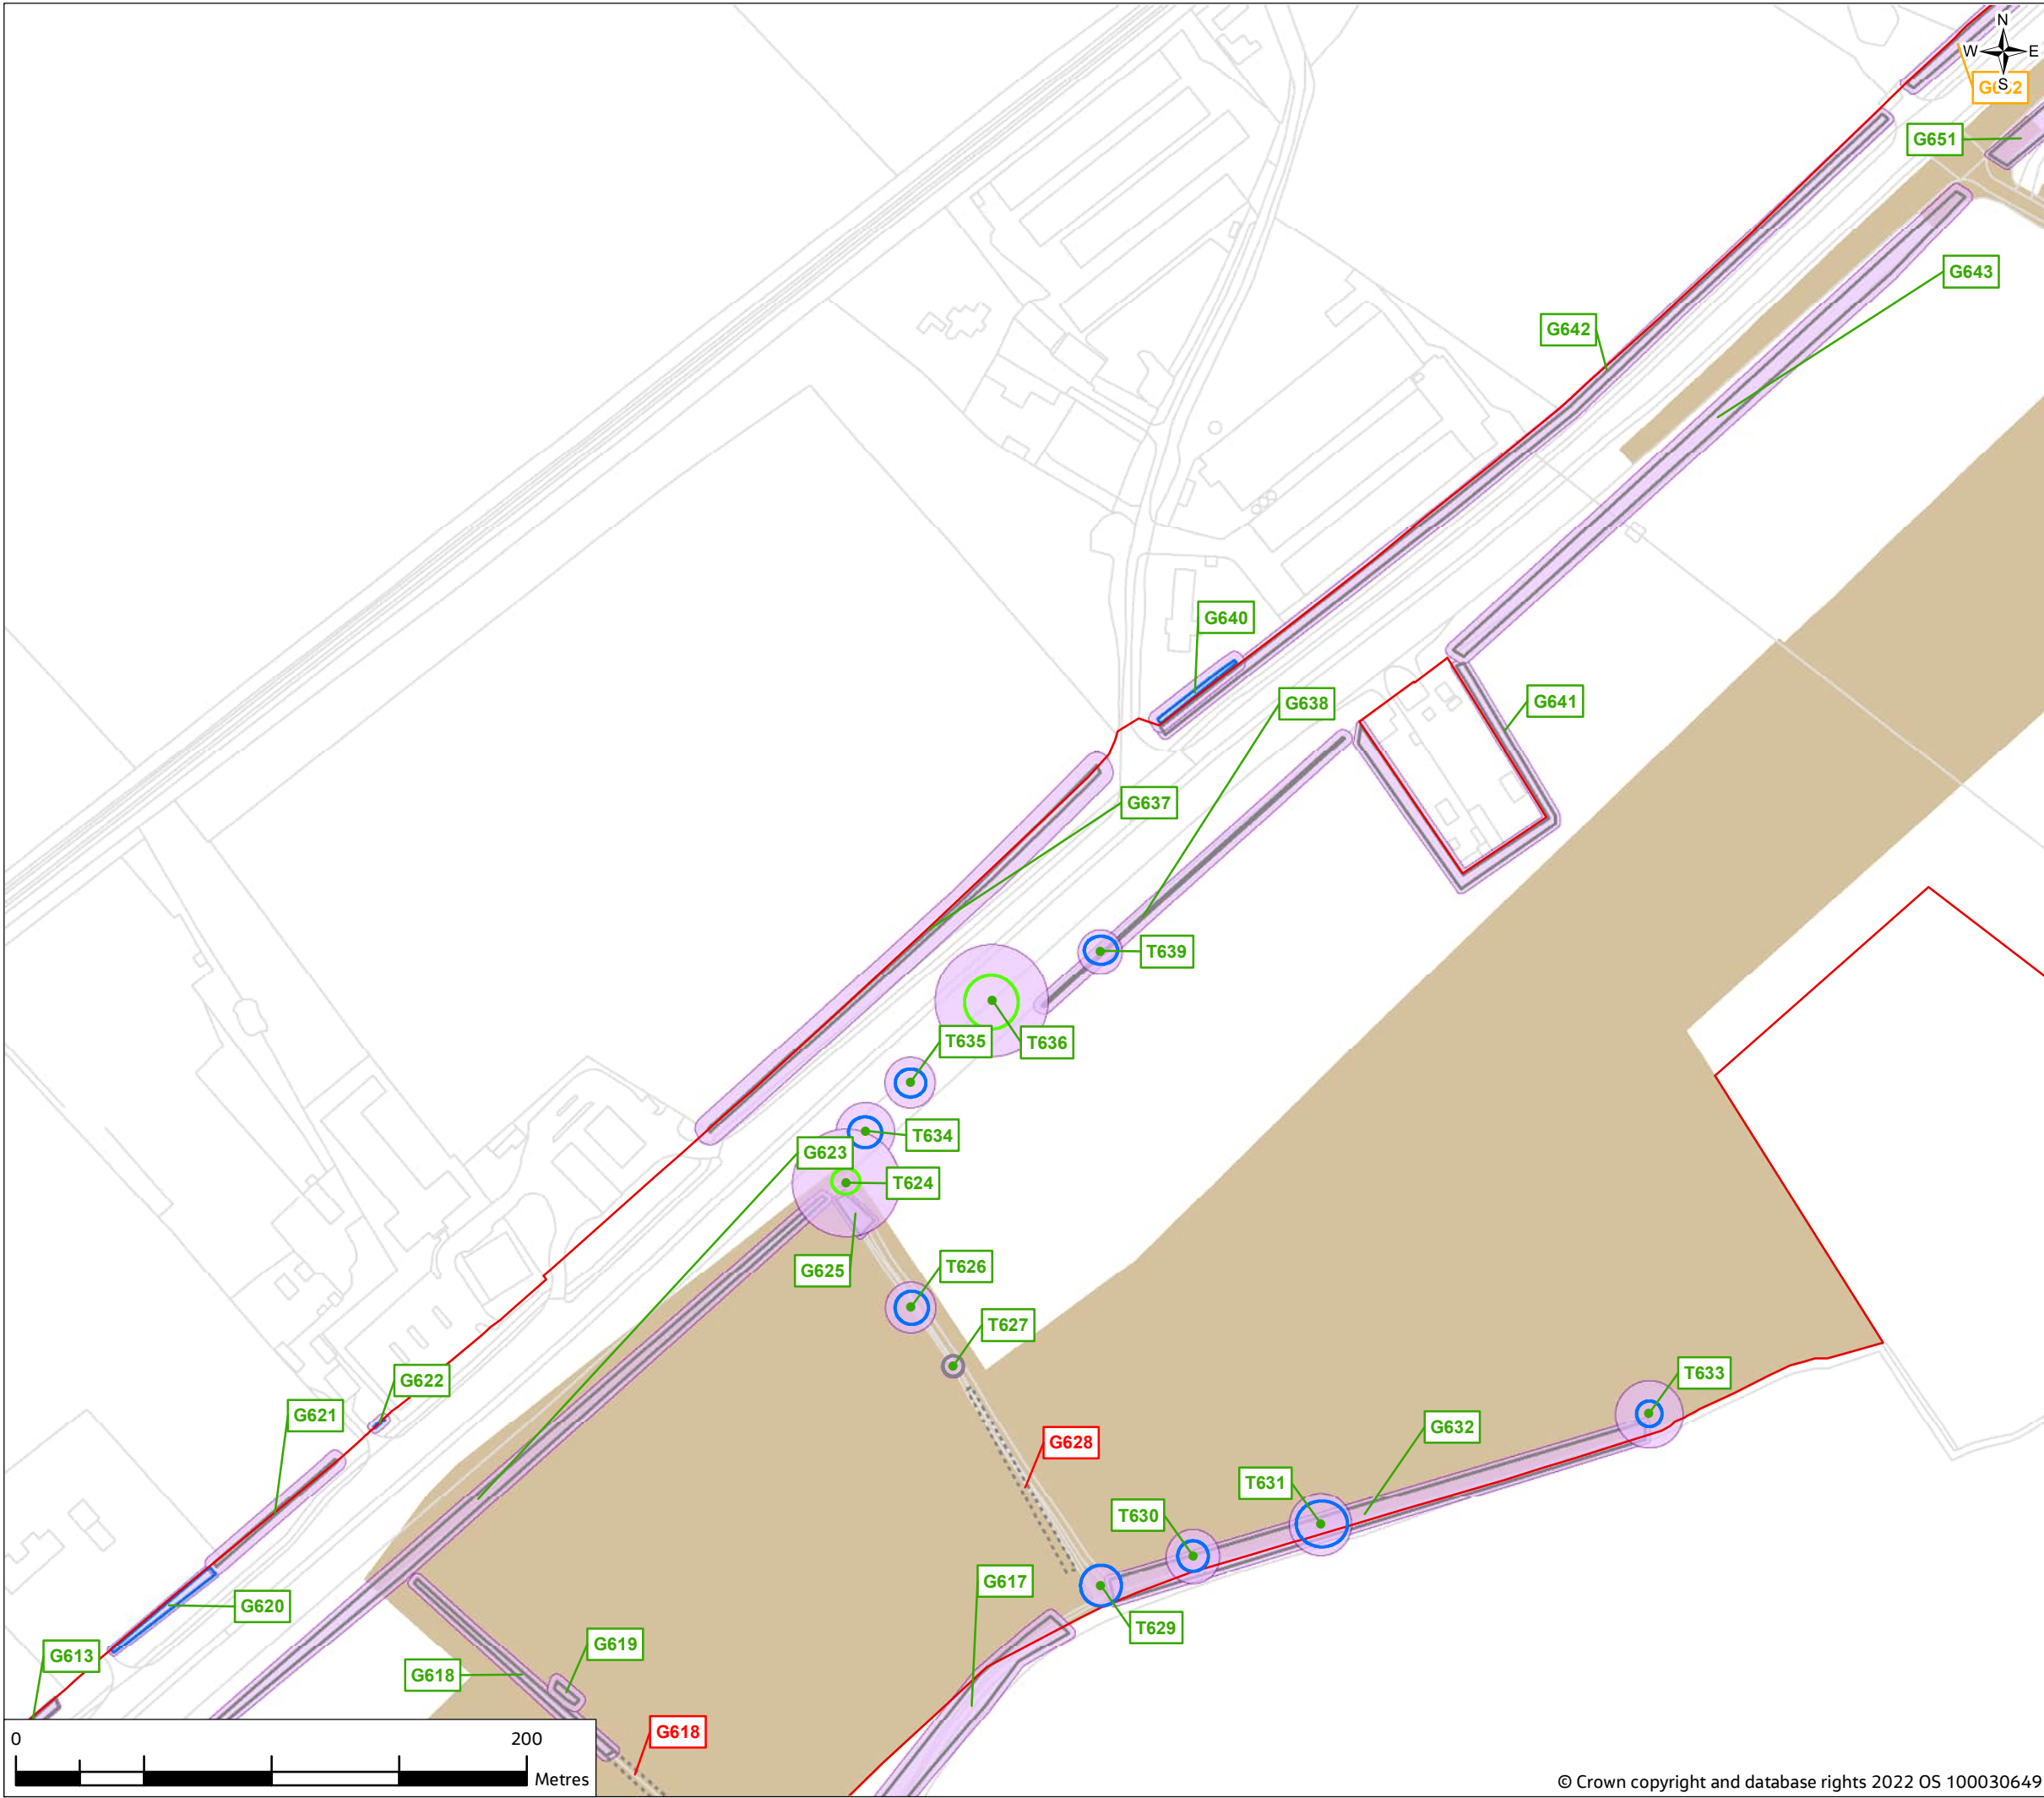 N
W E
S
G651
G643
G642
G640
G638
G641
G637
T639
T635
T636
T634
G623
T624
G625
T626
T627
G622
T633
G621
G632
G628
T631
T630
G617
G620
T629
G619
G613
G618
G618
0 200
Metres
© Crown copyright and database rights 2022 OS 100030649